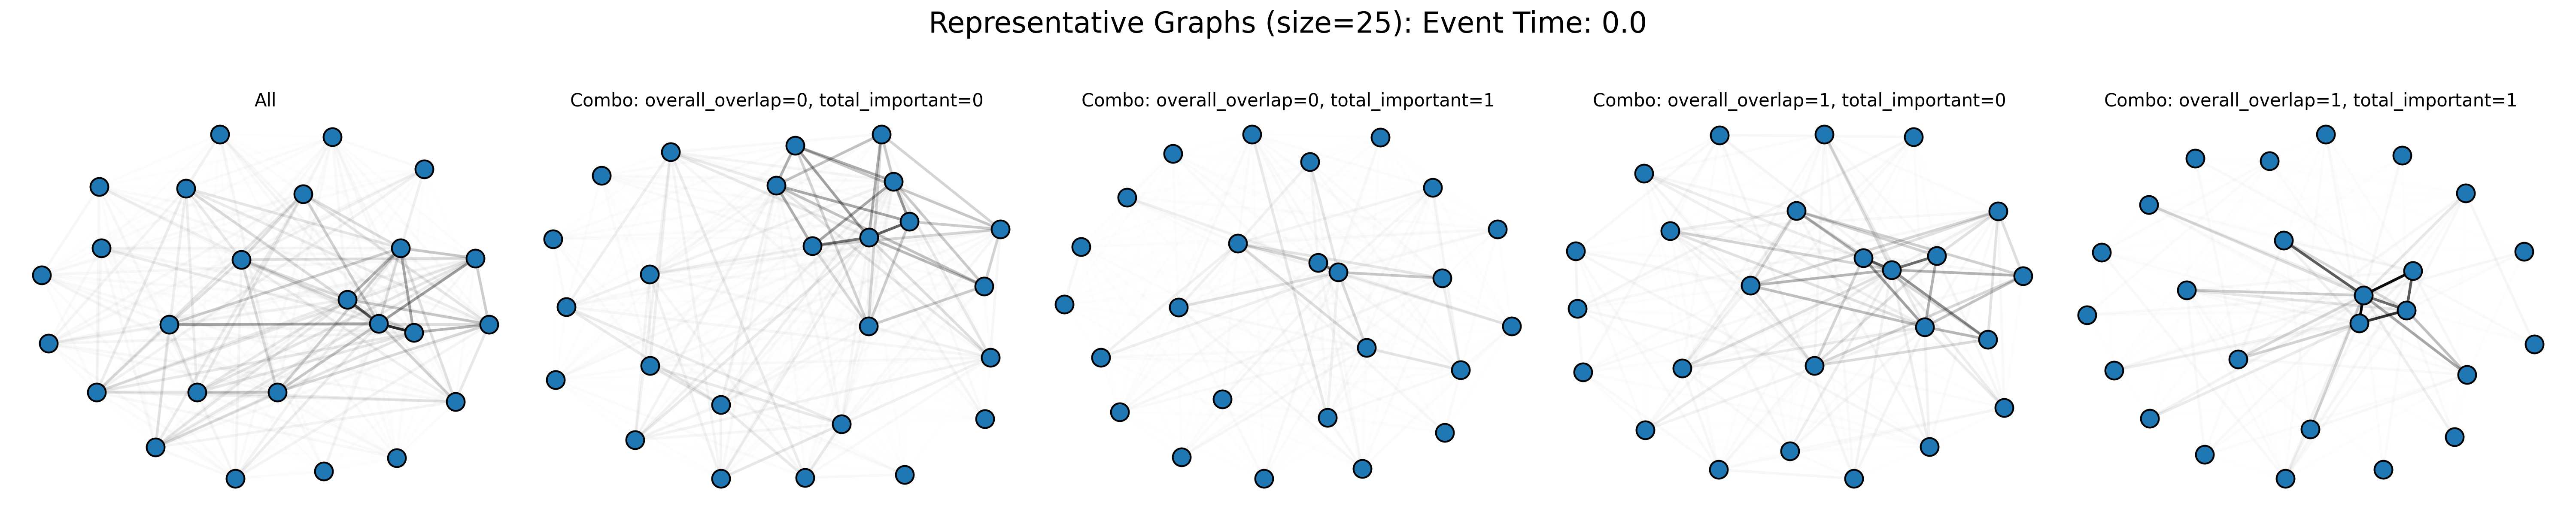 Representative Graphs (size=25): Event Time: 0.0
All
Combo: overall_overlap=0, total_important=0
Combo: overall_overlap=0, total_important=1
Combo: overall_overlap=1, total_important=0
Combo: overall_overlap=1, total_important=1